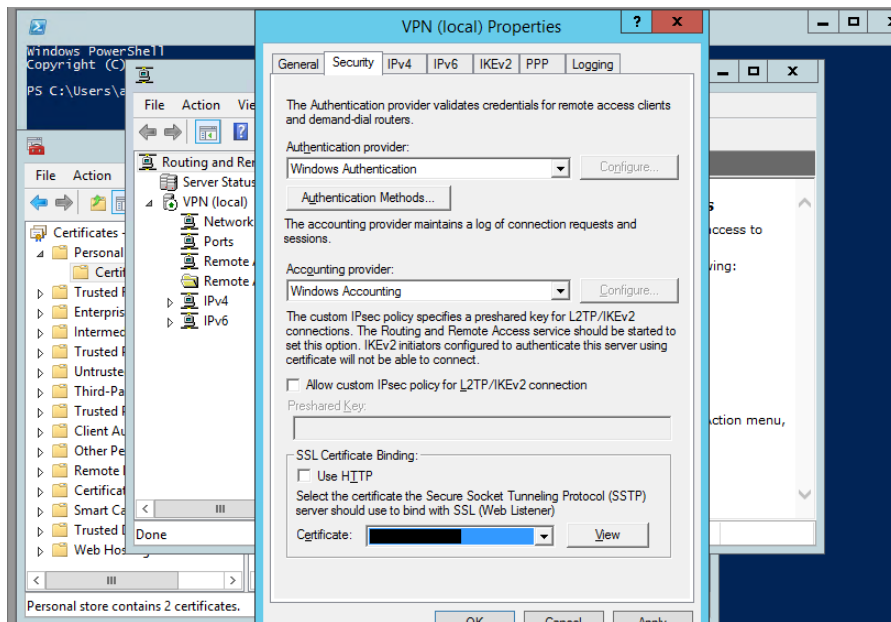 Windows PowerShell
Copyright (C)
PS C:\Users\a
File Action Vie
Routing and Re
Server Status
VPN (local)
Network
Ports
Remote
Remote
IPv4
IPv6
Done
File Action
Certificates -
Personal
Certif
Trusted
Enterpris
Intermed
Trusted
Untruste
Third-Pa
Trusted
Client Au
Other Pe
Remote
Certificat
Smart Ca
Trusted
Web Hos
Personal store contains 2 certificates.
VPN (local) Properties
General Security IPv4 IPv6 IKEv2 PPP Logging
The Authentication provider validates credentials for remote access clients
and demand-dial routers.
Authentication provider:
Windows Authentication Configure...
Authentication Methods...
The accounting provider maintains a log of connection requests and
sessions.
Accounting provider:
Windows Accounting Configure...
The custom IPsec policy specifies a preshared key for L2TP/IKEv2
connections. The Routing and Remote Access service should be started to
set this option. IKEv2 initiators configured to authenticate this server using
certificate will not be able to connect.
Allow custom IPsec policy for L2TP/IKEv2 connection
Preshared Key:
SSL Certificate Binding:
Use HTTP
Select the certificate the Secure Socket Tunneling Protocol (SSTP)
server should use to bind with SSL (Web Listener)
Certificate: View
OK Cancel Apply
access to
ving:
Action menu,